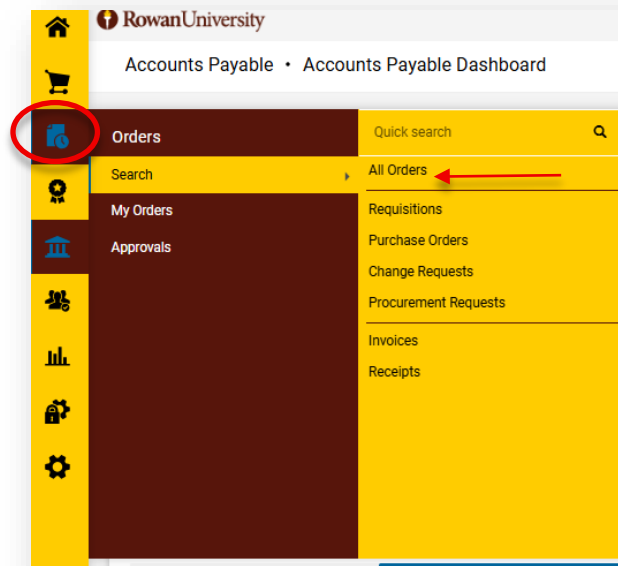 RowanUniversity
Accounts Payable • Accounts Payable Dashboard
Orders
Search
My Orders
Approvals
Quick search
All Orders
Requisitions
Purchase Orders
Change Requests
Procurement Requests
Invoices
Receipts